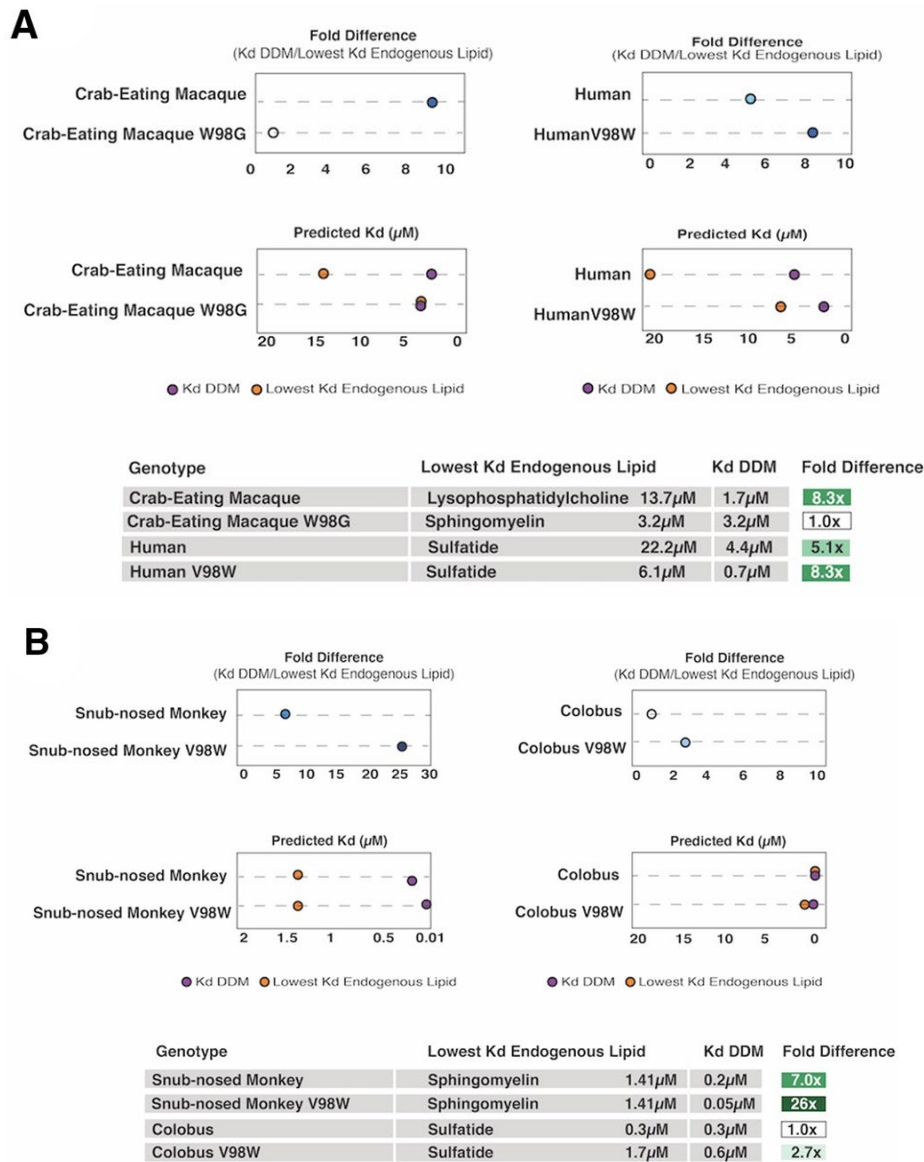 A
Fold Difference
(Kd DDM/Lowest Kd Endogenous Lipid)
Crab-Eating Macaque
Crab-Eating Macaque W98G
0 2 4 6 8 10
Fold Difference
(Kd DDM/Lowest Kd Endogenous Lipid)
Human
HumanV98W
0 2 4 6 8 10
Predicted Kd (µM)
Crab-Eating Macaque
Crab-Eating Macaque W98G
20 15 10 5 0
Predicted Kd (µM)
Human
HumanV98W
20 15 10 5 0
Kd DDM Lowest Kd Endogenous Lipid
Kd DDM Lowest Kd Endogenous Lipid
Genotype Lowest Kd Endogenous Lipid Kd DDM Fold Difference
Crab-Eating Macaque Lysophosphatidylcholine 13.7µM 1.7µM 8.3x
Crab-Eating Macaque W98G Sphingomyelin 3.2µM 3.2µM 1.0x
Human Sulfatide 22.2µM 4.4µM 5.1x
Human V98W Sulfatide 6.1µM 0.7µM 8.3x
B
Fold Difference
(Kd DDM/Lowest Kd Endogenous Lipid)
Snub-nosed Monkey
Snub-nosed Monkey V98W
0 5 10 15 20 25 30
Fold Difference
(Kd DDM/Lowest Kd Endogenous Lipid)
Colobus
Colobus V98W
0 2 4 6 8 10
Predicted Kd (µM)
Snub-nosed Monkey
Snub-nosed Monkey V98W
2 1.5 1 0.5 0.01
Predicted Kd (µM)
Colobus
Colobus V98W
20 15 10 5 0
Kd DDM Lowest Kd Endogenous Lipid
Kd DDM Lowest Kd Endogenous Lipid
Genotype Lowest Kd Endogenous Lipid Kd DDM Fold Difference
Snub-nosed Monkey Sphingomyelin 1.41µM 0.2µM 7.0x
Snub-nosed Monkey V98W Sphingomyelin 1.41µM 0.05µM 26x
Colobus Sulfatide 0.3µM 0.3µM 1.0x
Colobus V98W Sulfatide 1.7µM 0.6µM 2.7x